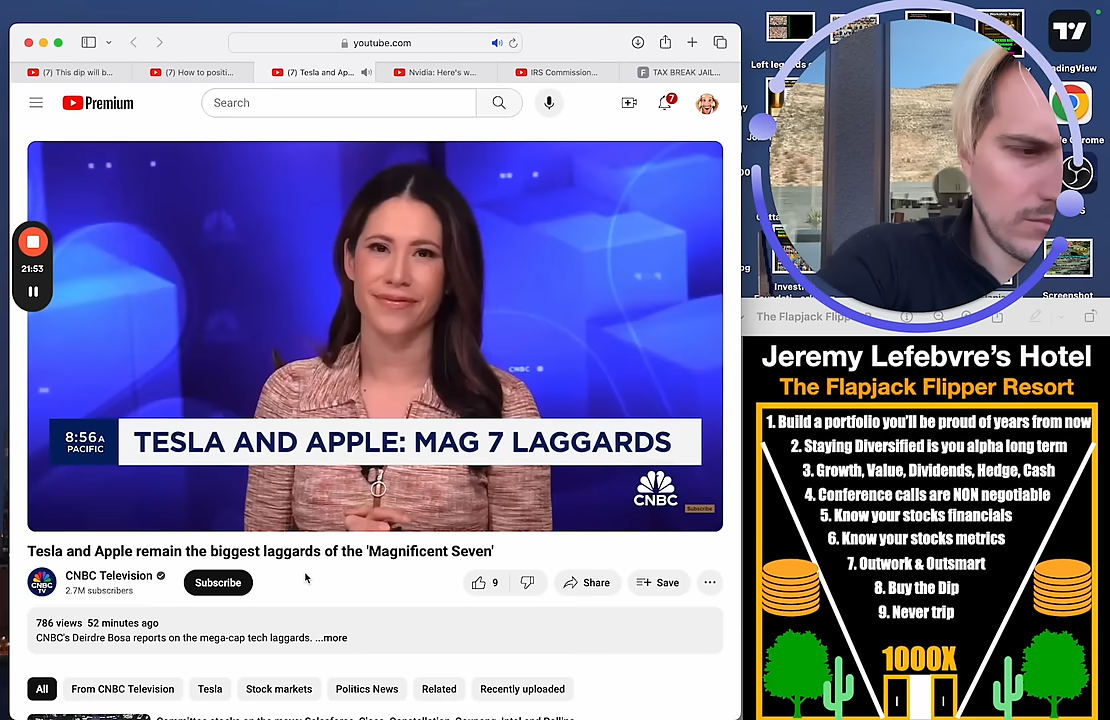 youtube.com
(7) This dip will b...
(7) How to positi...
(7) Tesla and Ap...
Nvidia: Here's w...
IRS Commission...
TAX BREAK JAIL...
Premium
Search
7
8:56A
PACIFIC
TESLA AND APPLE: MAG 7 LAGGARDS
CNBC
CNBC
Subscribe
21:53
Tesla and Apple remain the biggest laggards of the 'Magnificent Seven'
CNBC Television
2.7M subscribers
Subscribe
9
Share
Save
786 views 52 minutes ago
CNBC's Deirdre Bosa reports on the mega-cap tech laggards. ...more
All
From CNBC Television
Tesla
Stock markets
Politics News
Related
Recently uploaded
Screenshot
The Flapjack Flipp
Jeremy Lefebvre's Hotel
The Flapjack Flipper Resort
1. Build a portfolio you'll be proud of years from now
2. Staying Diversified is you alpha long term
3. Growth, Value, Dividends, Hedge, Cash
4. Conference calls are NON negotiable
5. Know your stocks financials
6. Know your stocks metrics
7. Outwork & Outsmart
8. Buy the Dip
9. Never trip
1000X